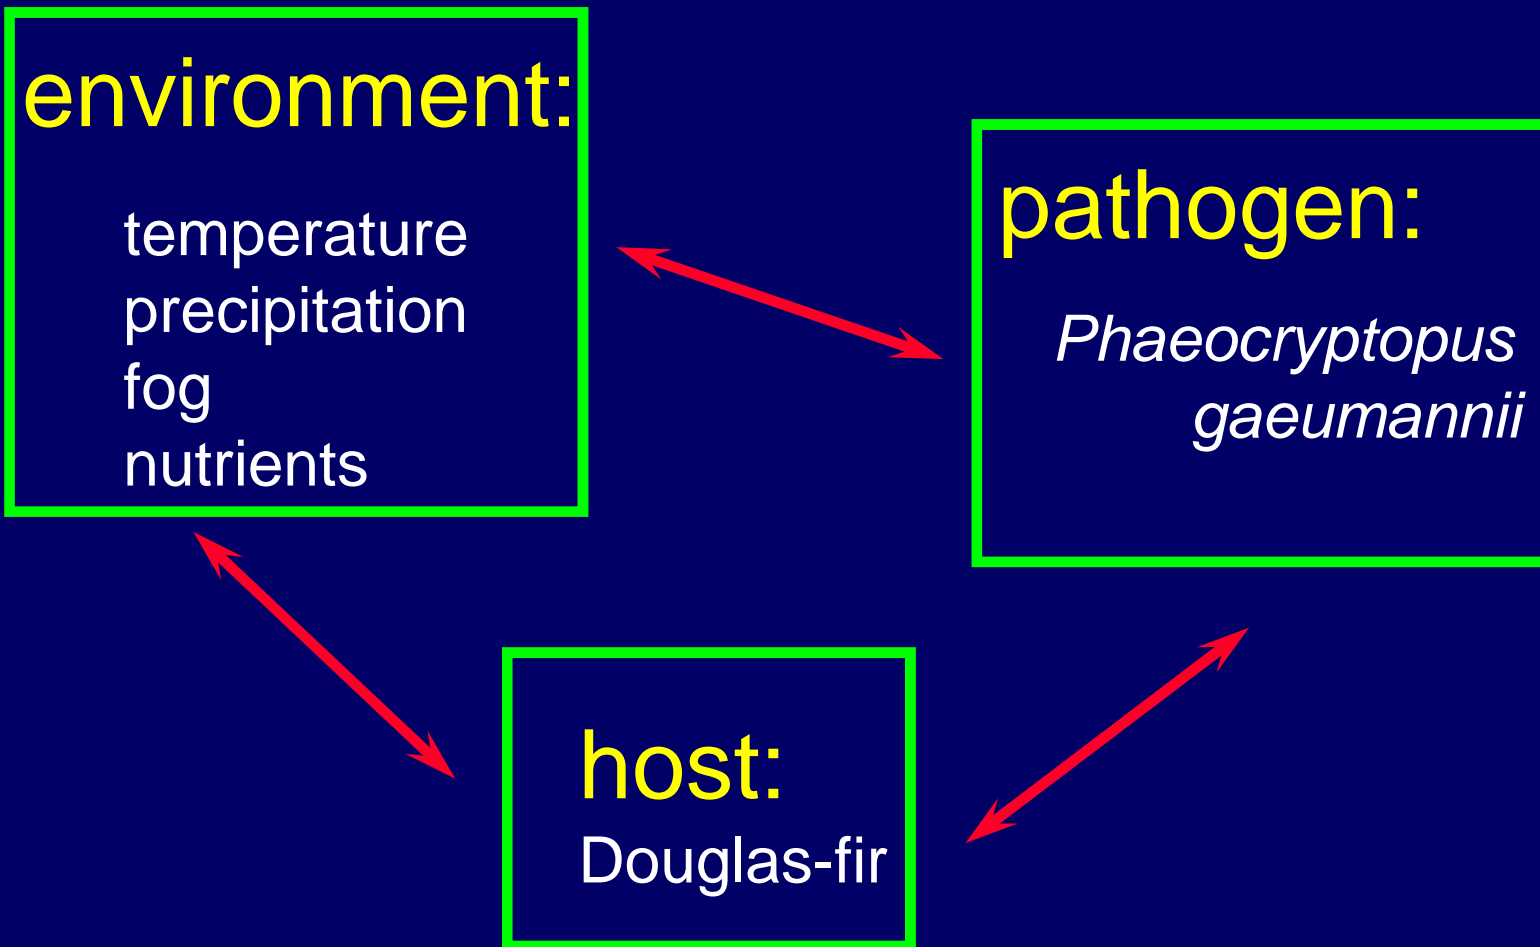 environment:
temperature
precipitation
fog
nutrients
pathogen:
Phaeocryptopus
gaeumannii
host:
Douglas-fir